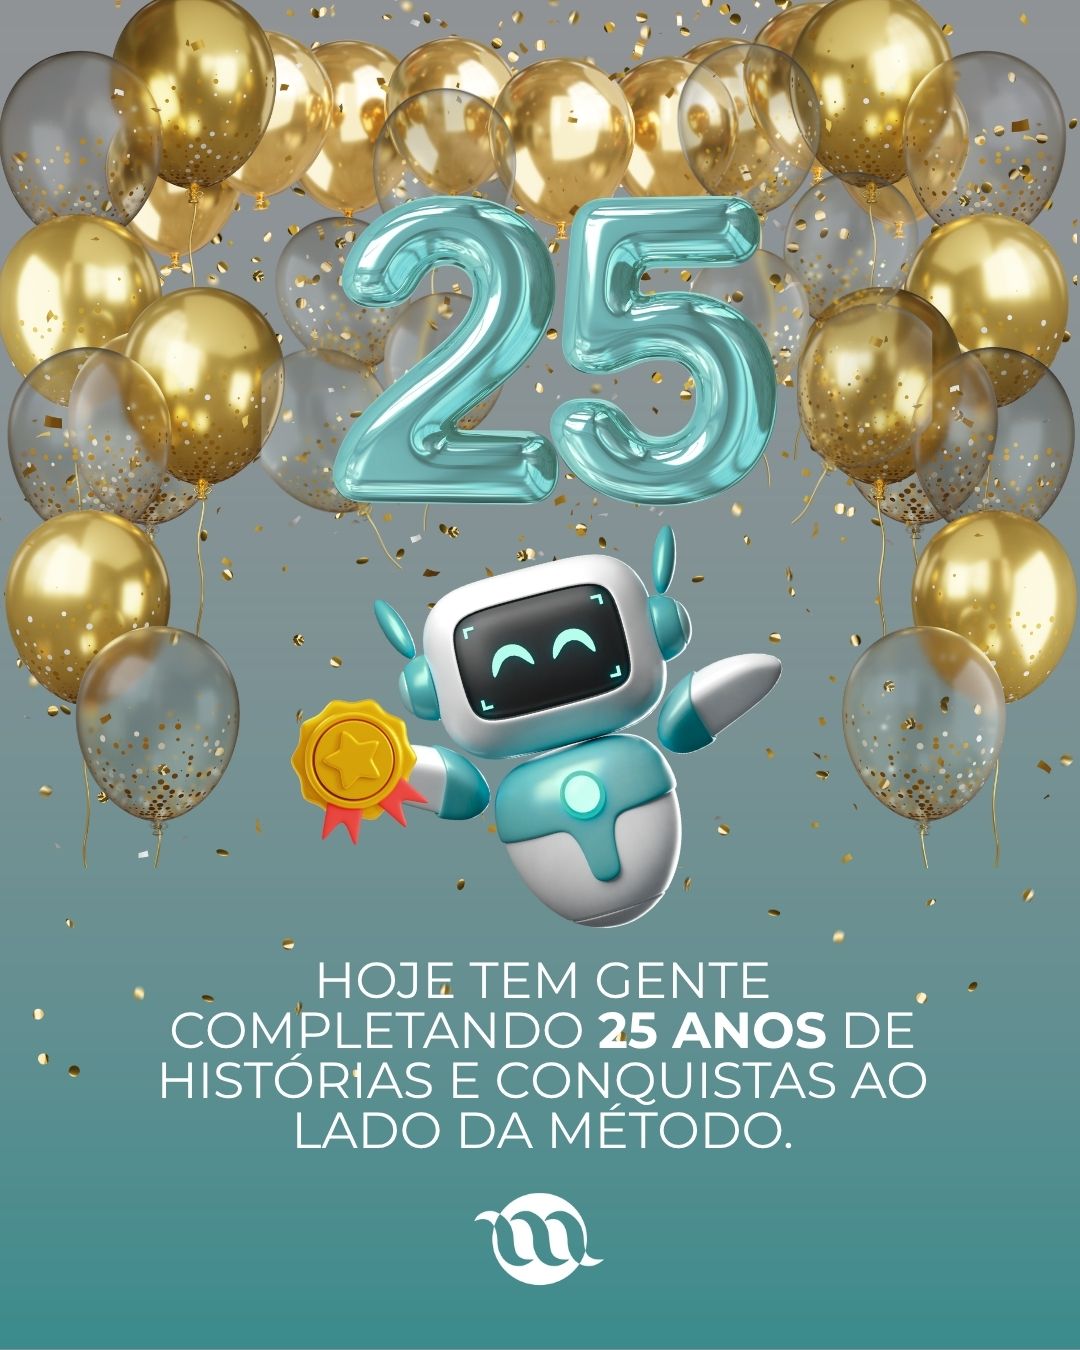 25
HOJE TEM GENTE
COMPLETANDO 25 ANOS DE
HISTÓRIAS E CONQUISTAS AO
LADO DA MÉTODO.